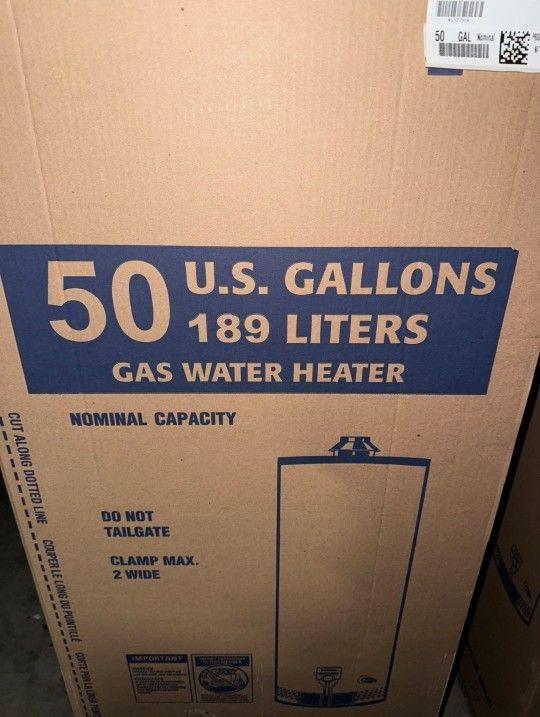 50 GAL Nominal
50 U.S. GALLONS
189 LITERS
GAS WATER HEATER
NOMINAL CAPACITY
DO NOT
TAILGATE
CLAMP MAX.
2 WIDE
CUT ALONG DOTTED LINE COUPER LE LONG DU POINTILLÉ
IMPORTANT